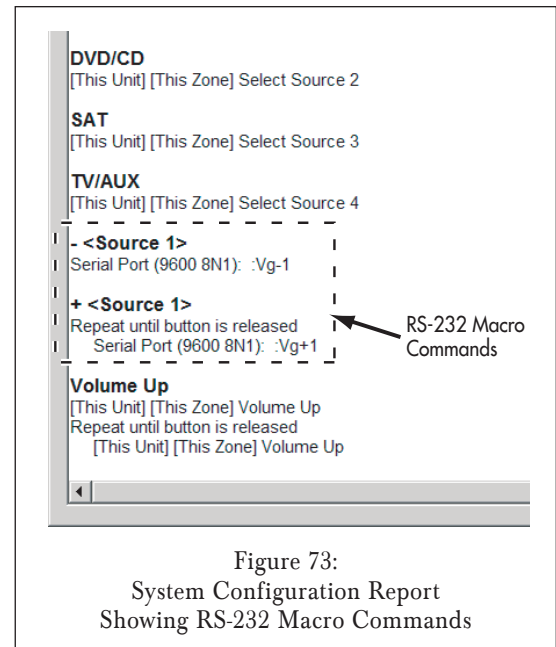 DVD/CD
[This Unit] [This Zone] Select Source 2
SAT
[This Unit] [This Zone] Select Source 3
TV/AUX
[This Unit] [This Zone] Select Source 4
- <Source 1>
Serial Port (9600 8N1):  :Vg-1
+ <Source 1>
Repeat until button is released
Serial Port (9600 8N1):  :Vg+1
RS-232 Macro
Commands
Volume Up
[This Unit] [This Zone] Volume Up
Repeat until button is released
[This Unit] [This Zone] Volume Up
Figure 73:
System Configuration Report
Showing RS-232 Macro Commands